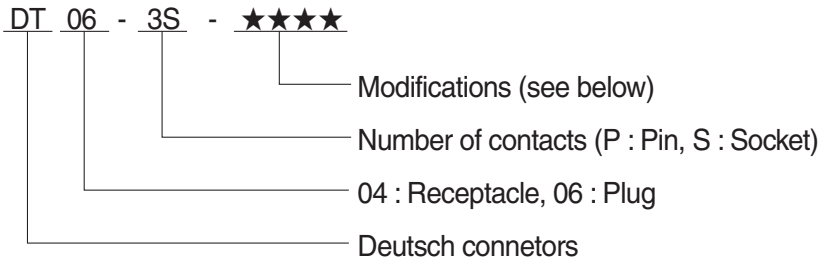 DT 06 - 3S - ★★★★
Modifications (see below)
Number of contacts (P : Pin, S : Socket)
04 : Receptacle, 06 : Plug
Deutsch connetors